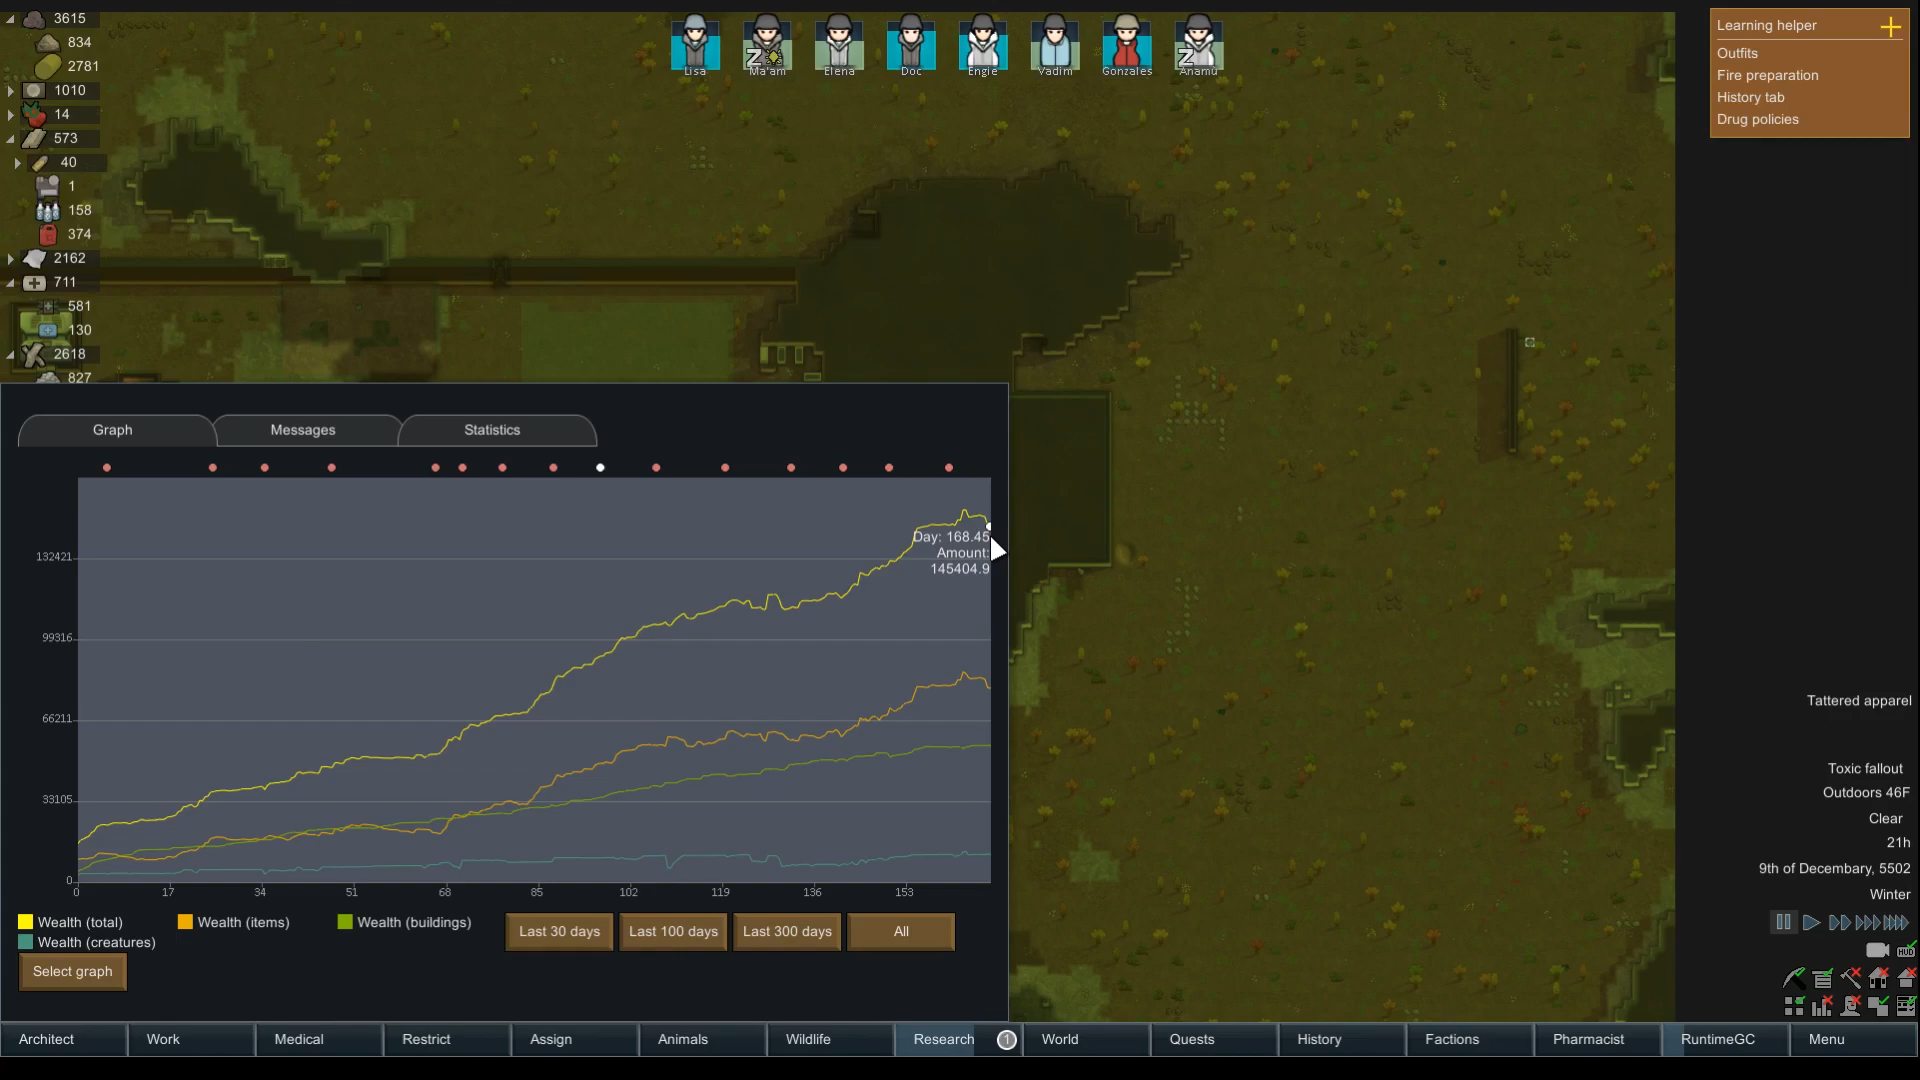 3615
834
2781
1010
14
573
40
1
158
374
2162
711
581
130
2618
827
Lisa
Ma'am
Elena
Doc
Engie
Vadim
Gonzales
Anamu
Learning helper
Outfits
Fire preparation
History tab
Drug policies
Graph
Messages
Statistics
Day: 168.45
Amount:
145404.9
132421
99316
66211
33105
0
0 17 34 51 68 85 102 119 136 153
Wealth (total)
Wealth (items)
Wealth (buildings)
Wealth (creatures)
Last 30 days
Last 100 days
Last 300 days
All
Select graph
Tattered apparel
Toxic fallout
Outdoors 46F
Clear
21h
9th of Decembary, 5502
Winter
HUD
Architect
Work
Medical
Restrict
Assign
Animals
Wildlife
Research
1
World
Quests
History
Factions
Pharmacist
RuntimeGC
Menu